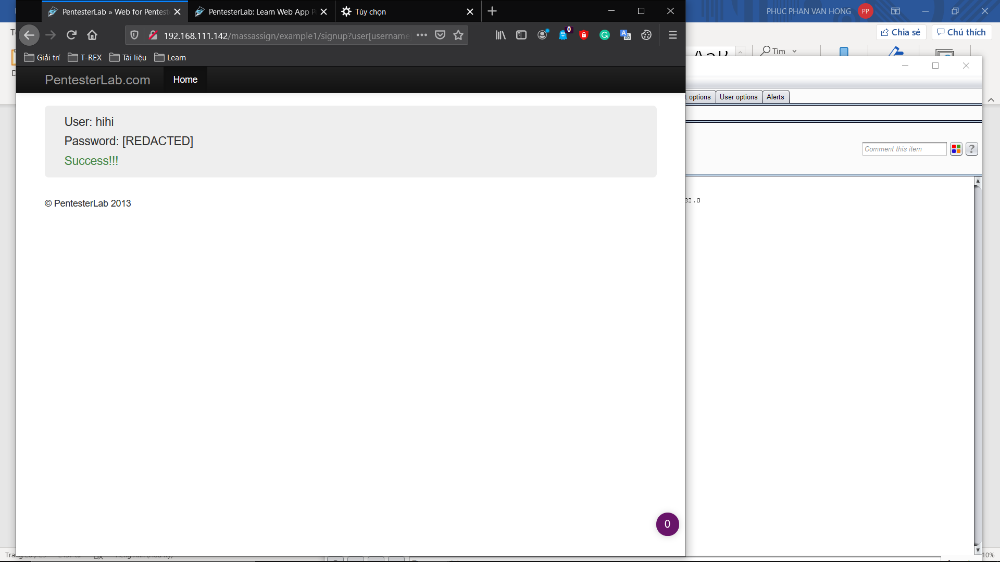 PentesterLab » Web for Pentest
PentesterLab: Learn Web App P
Tùy chọn
PHUC PHAN VAN HONG
PP
192.168.111.142/massassign/example1/signup?user[username
0
Chia sẻ
Chú thích
Giải trí
T-REX
Tài liệu
Learn
Tìm
PentesterLab.com
Home
t options
User options
Alerts
User: hihi
Password: [REDACTED]
Success!!!
Comment this item
?
32.0
© PentesterLab 2013
0
Trang
10%